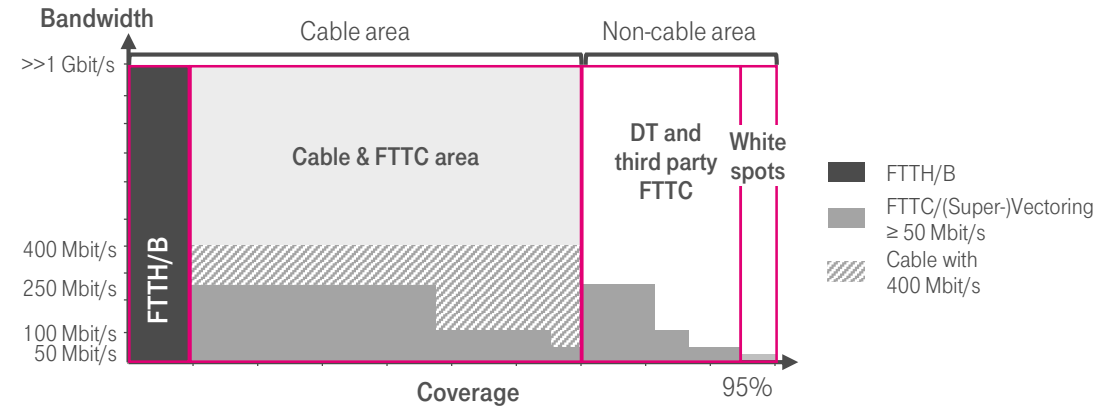 Bandwidth
Cable area
Non-cable area
>>1 Gbit/s
Cable & FTTC area
DT and
third party
FTTC
White
spots
FTTH/B
FTTC/(Super-)Vectoring
≥ 50 Mbit/s
Cable with
400 Mbit/s
400 Mbit/s
250 Mbit/s
100 Mbit/s
50 Mbit/s
FTTH/B
Coverage
95%